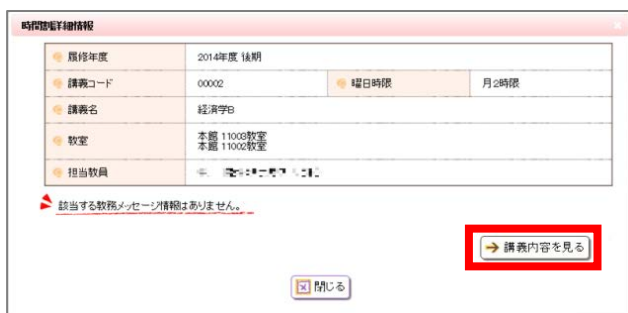 時間割詳細情報
履修年度 2014年度 後期
講義コード 00002 曜日時限 月2時限
講義名 経済学B
教室 本館 11003教室
本館 11002教室
担当教員
該当する教務メッセージ情報はありません。
講義内容を見る
閉じる